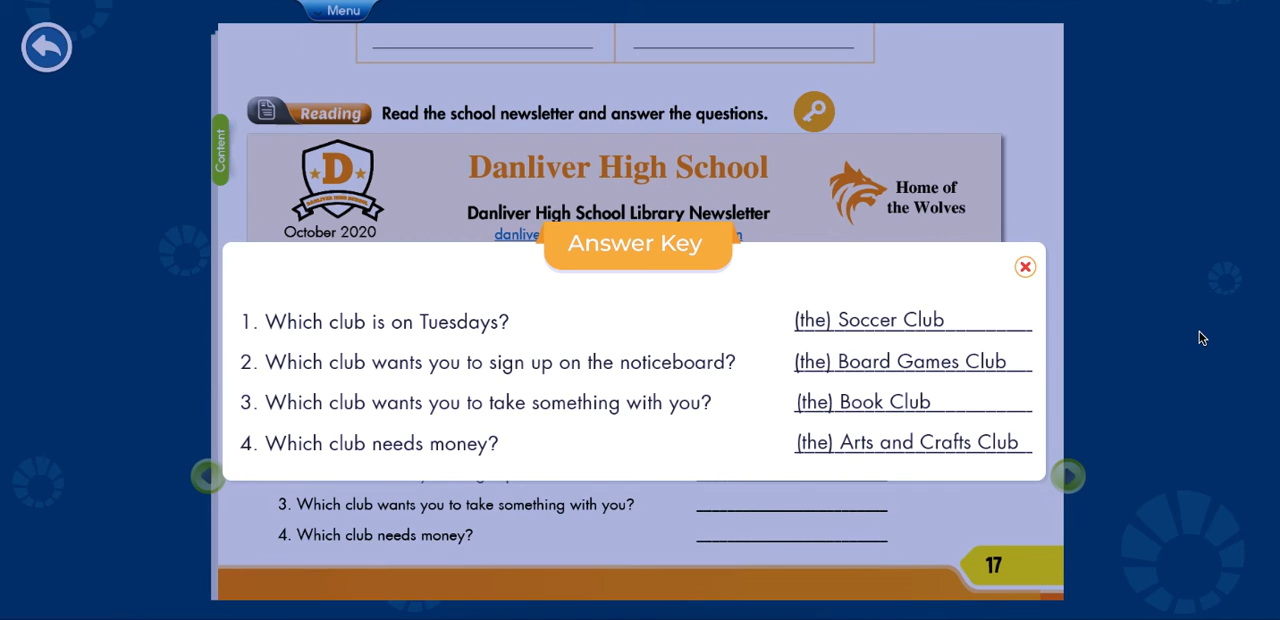 Menu
Content
Reading
Read the school newsletter and answer the questions.
D
DANLIVER HIGH SCHOOL
October 2020
Danliver High School
Danliver High School Library Newsletter
danlive
n
Home of
the Wolves
Answer Key
1. Which club is on Tuesdays? (the) Soccer Club
2. Which club wants you to sign up on the noticeboard? (the) Board Games Club
3. Which club wants you to take something with you? (the) Book Club
4. Which club needs money? (the) Arts and Crafts Club
3. Which club wants you to take something with you?
4. Which club needs money?
17